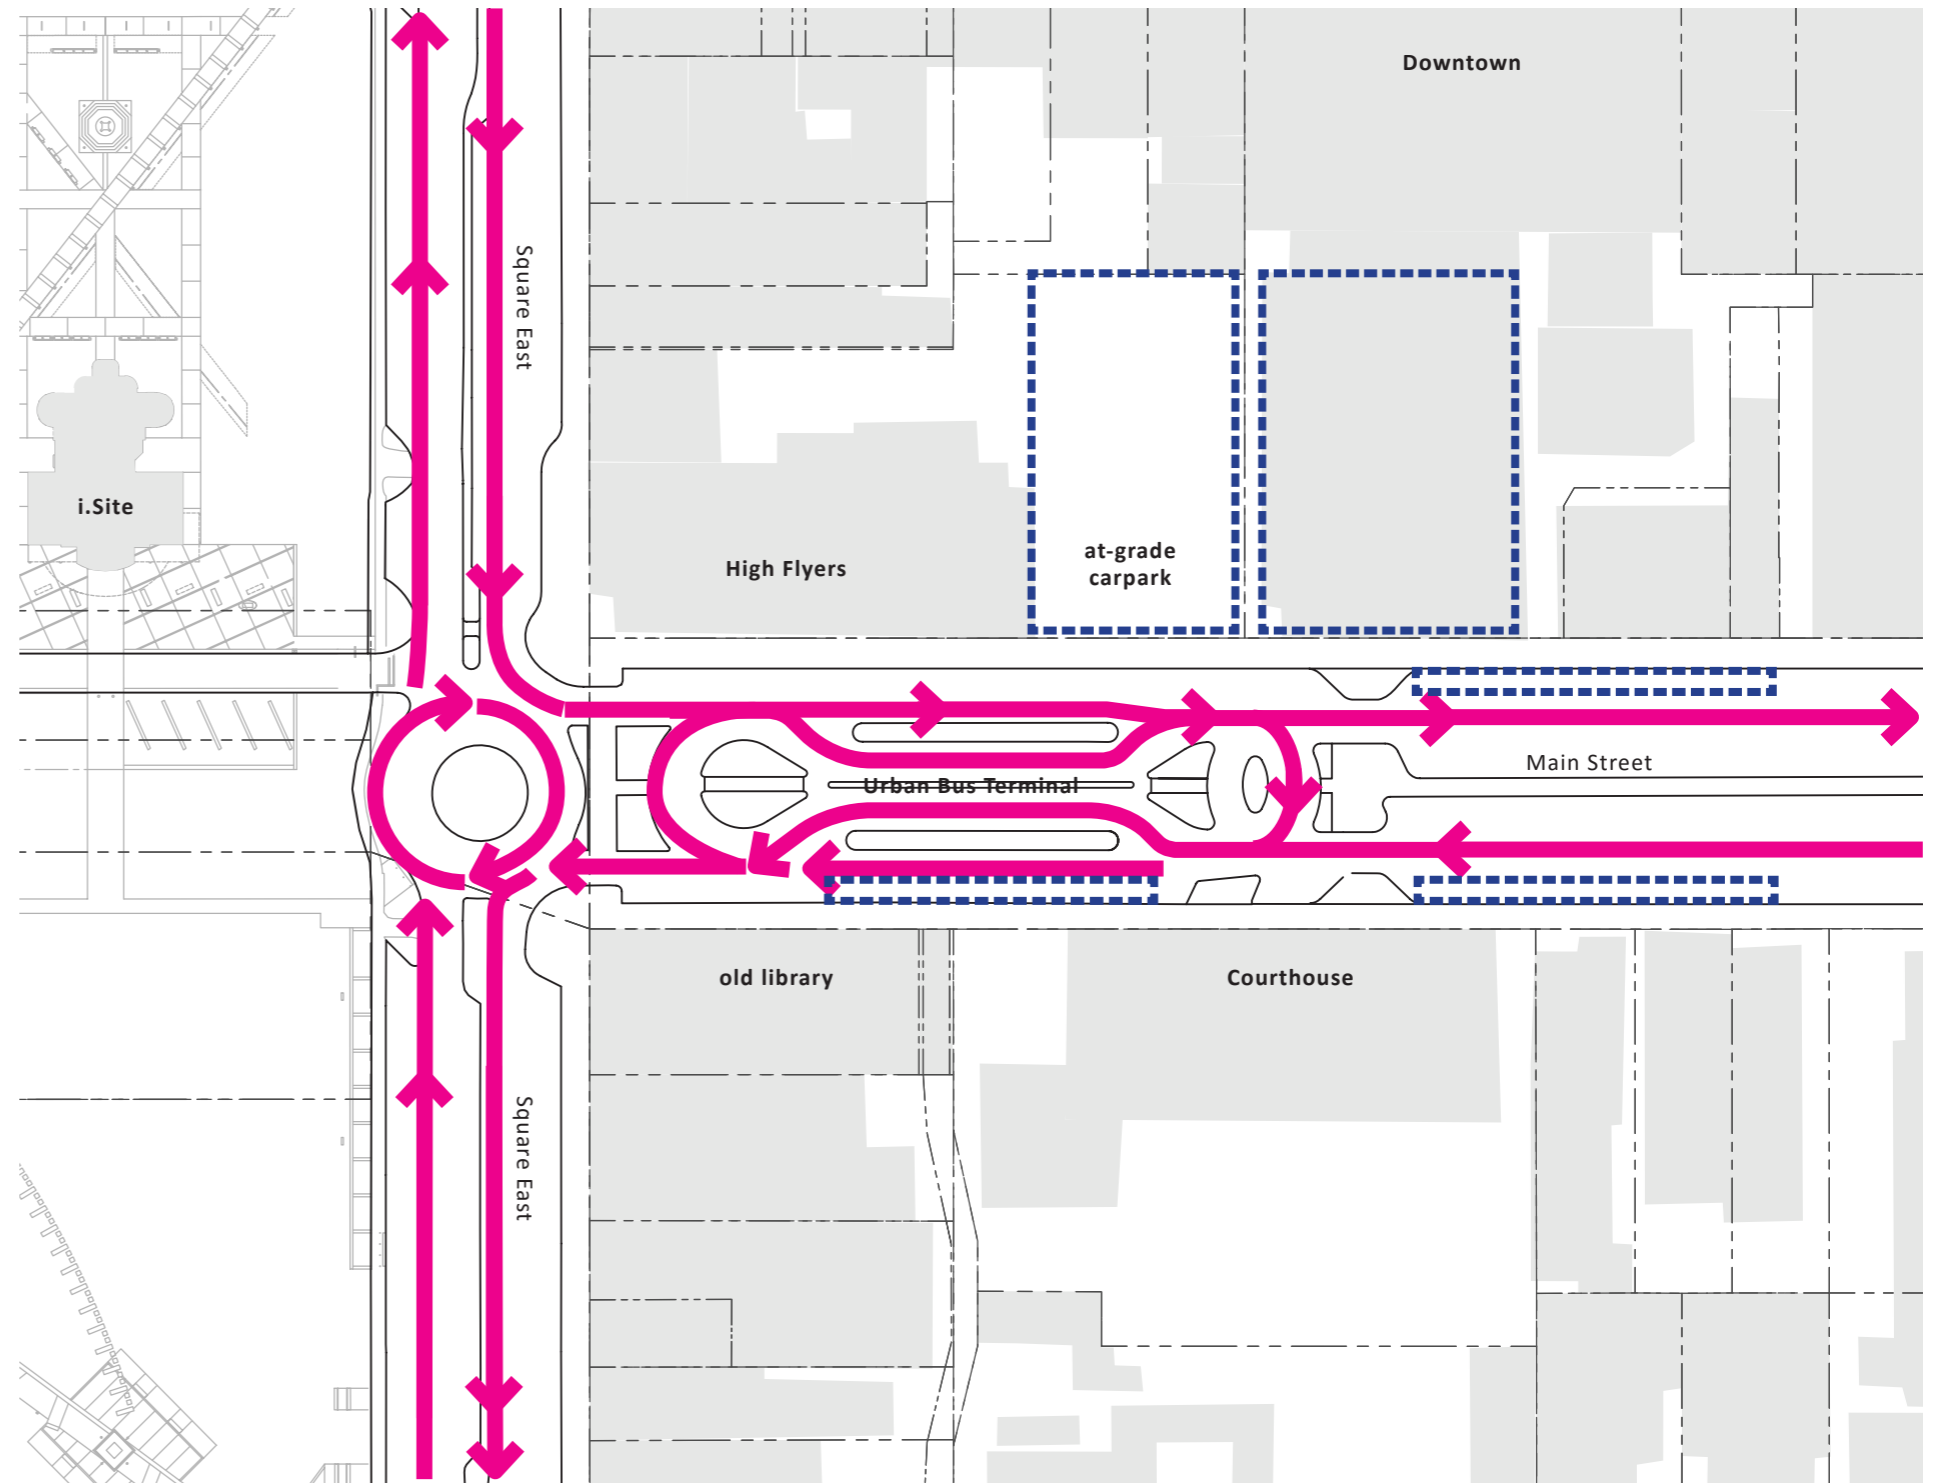 Downtown
Square East
i.Site
High Flyers
at-grade
carpark
Main Street
Urban Bus Terminal
old library
Courthouse
Square East